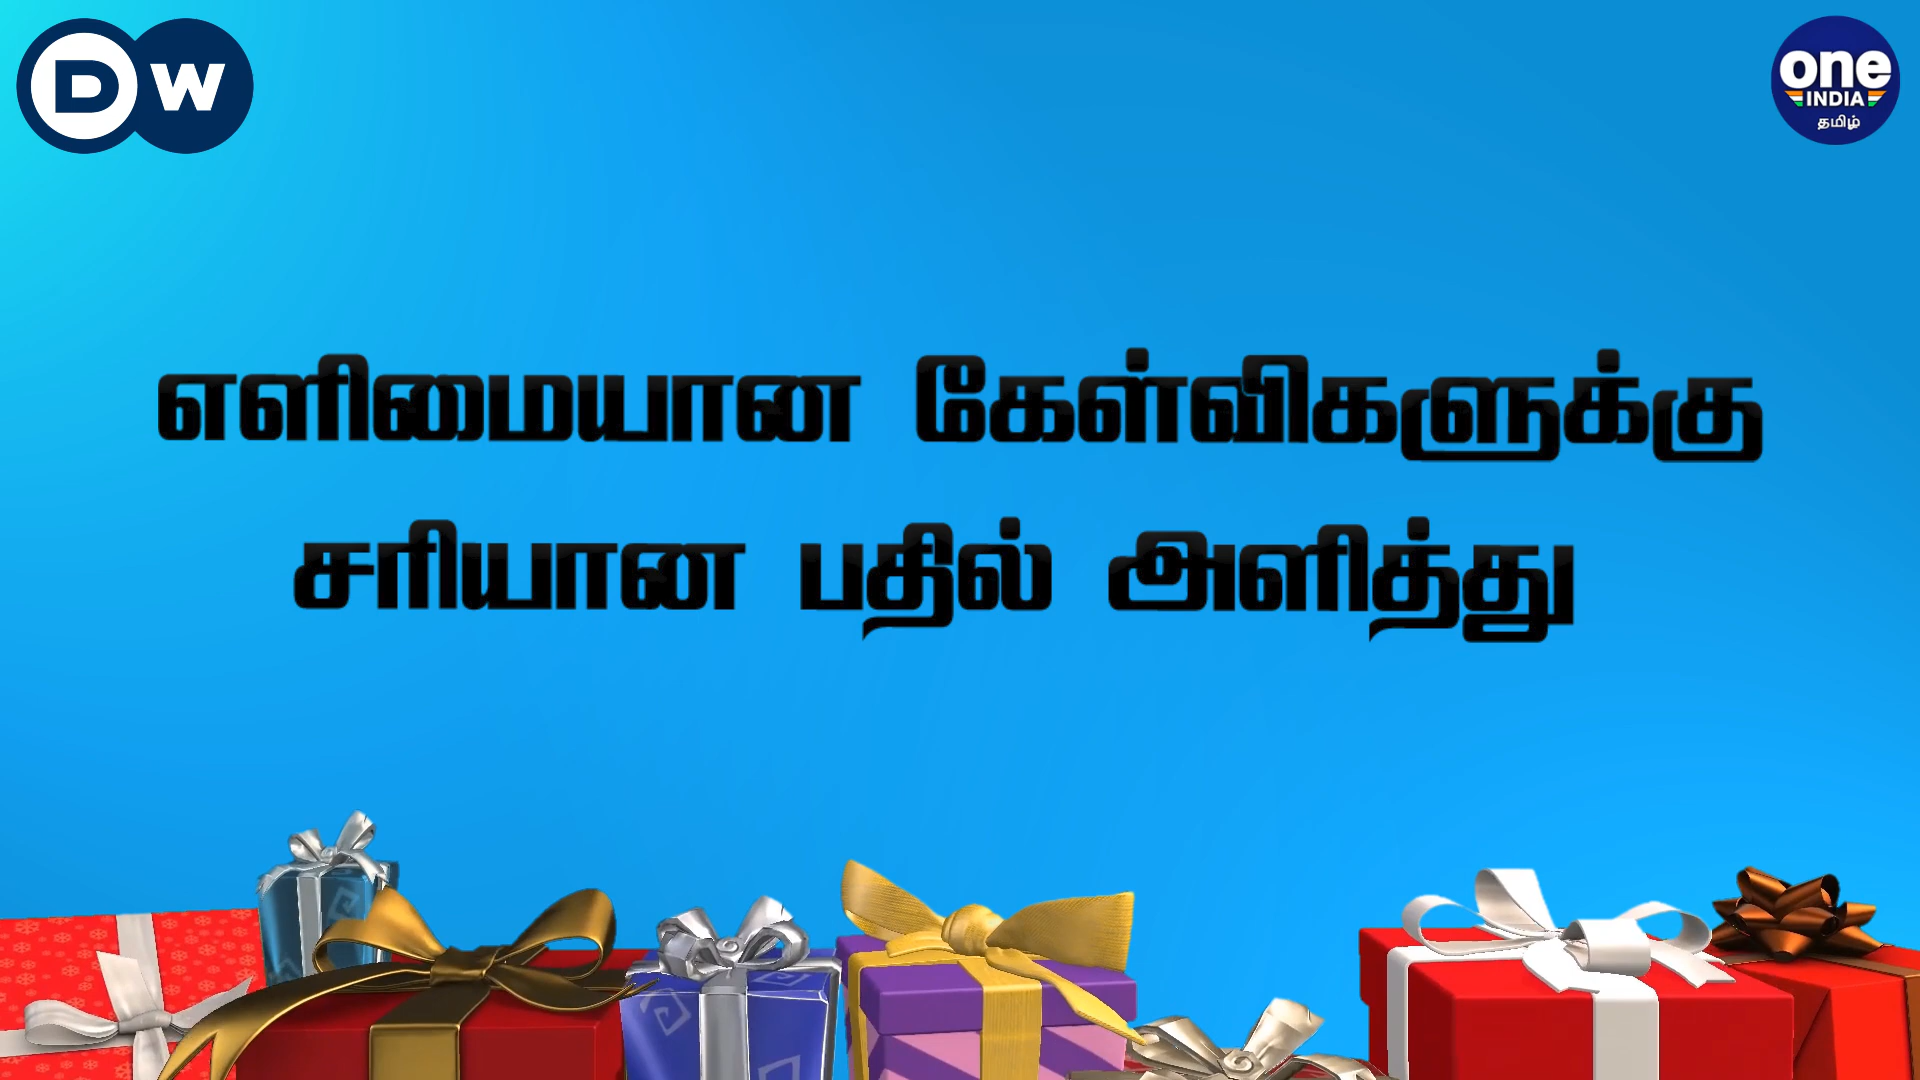 DW
one
INDIA
தமிழ்
எளிமையான கேள்விகளுக்கு
சரியான பதில் அளித்து